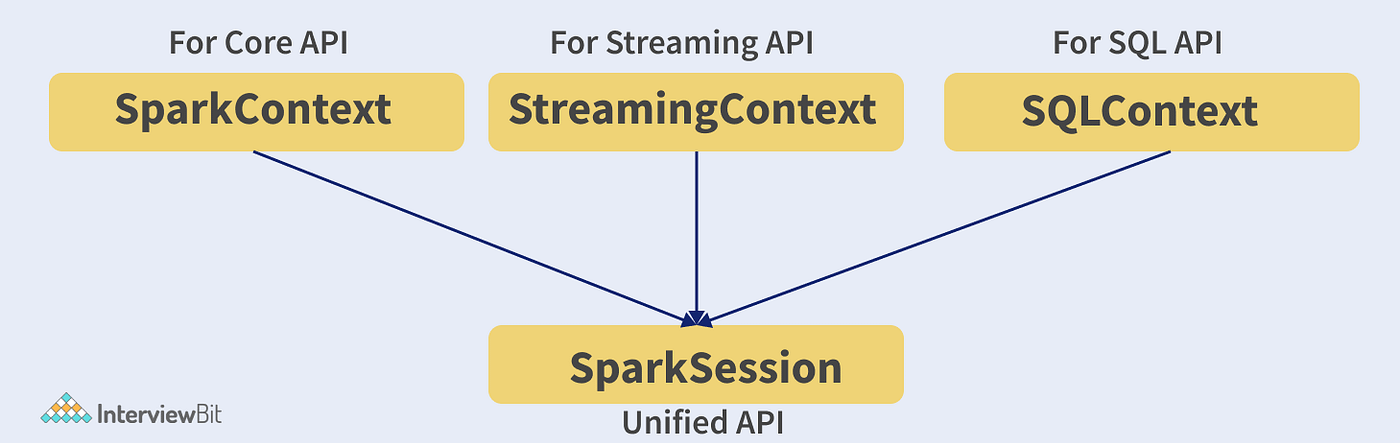 For Core API
For Streaming API
For SQL API
SparkContext
StreamingContext
SQLContext
SparkSession
Unified API
InterviewBit